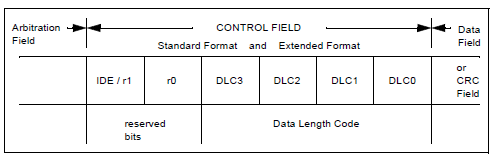 Arbitration Field
CONTROL FIELD
Standard Format and Extended Format
Data Field
IDE / r1
r0
DLC3
DLC2
DLC1
DLC0
or CRC Field
reserved bits
Data Length Code